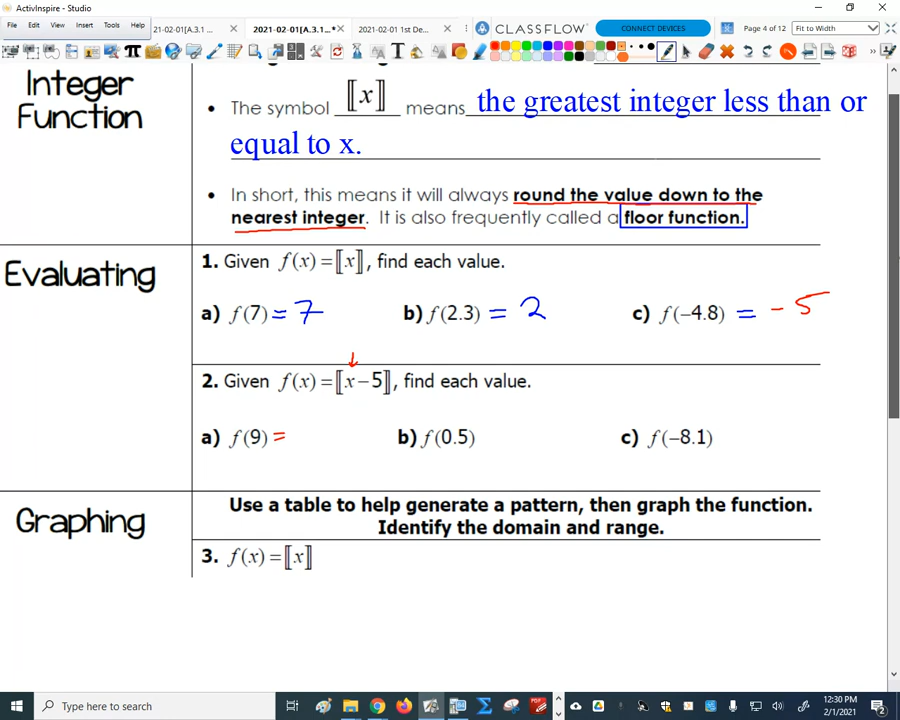 ActivInspire - Studio
File Edit View Insert Tools Help
21-02-01[A.3.1 ...
2021-02-01[A.3.1...*
2021-02-01 1st De...
CLASSFLOW
CONNECT DEVICES
Page 4 of 12
Fit to Width
Integer
Function
• The symbol ⟦x⟧ means the greatest integer less than or
equal to x.
• In short, this means it will always round the value down to the
nearest integer. It is also frequently called a floor function.
Evaluating
1. Given f(x) = ⟦x⟧, find each value.
a) f(7) = 7 b) f(2.3) = 2 c) f(−4.8) = -5
2. Given f(x) = ⟦x − 5⟧, find each value.
a) f(9) = b) f(0.5) c) f(−8.1)
Graphing
Use a table to help generate a pattern, then graph the function.
Identify the domain and range.
3. f(x) = ⟦x⟧
Type here to search
12:30 PM
2/1/2021
2